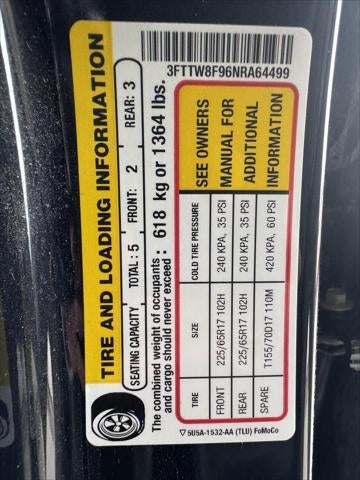 3FTTW8F96NRA64499
TIRE AND LOADING INFORMATION
SEATING CAPACITY TOTAL : 5 FRONT: 2 REAR: 3
The combined weight of occupants
and cargo should never exceed : 618 kg or 1364 lbs.
TIRE SIZE COLD TIRE PRESSURE
FRONT 225/65R17 102H 240 KPA, 35 PSI
REAR 225/65R17 102H 240 KPA, 35 PSI
SPARE T155/70D17 110M 420 KPA, 60 PSI
SEE OWNERS
MANUAL FOR
ADDITIONAL
INFORMATION
▽ 5U5A-1532-AA (TLU) FoMoCo